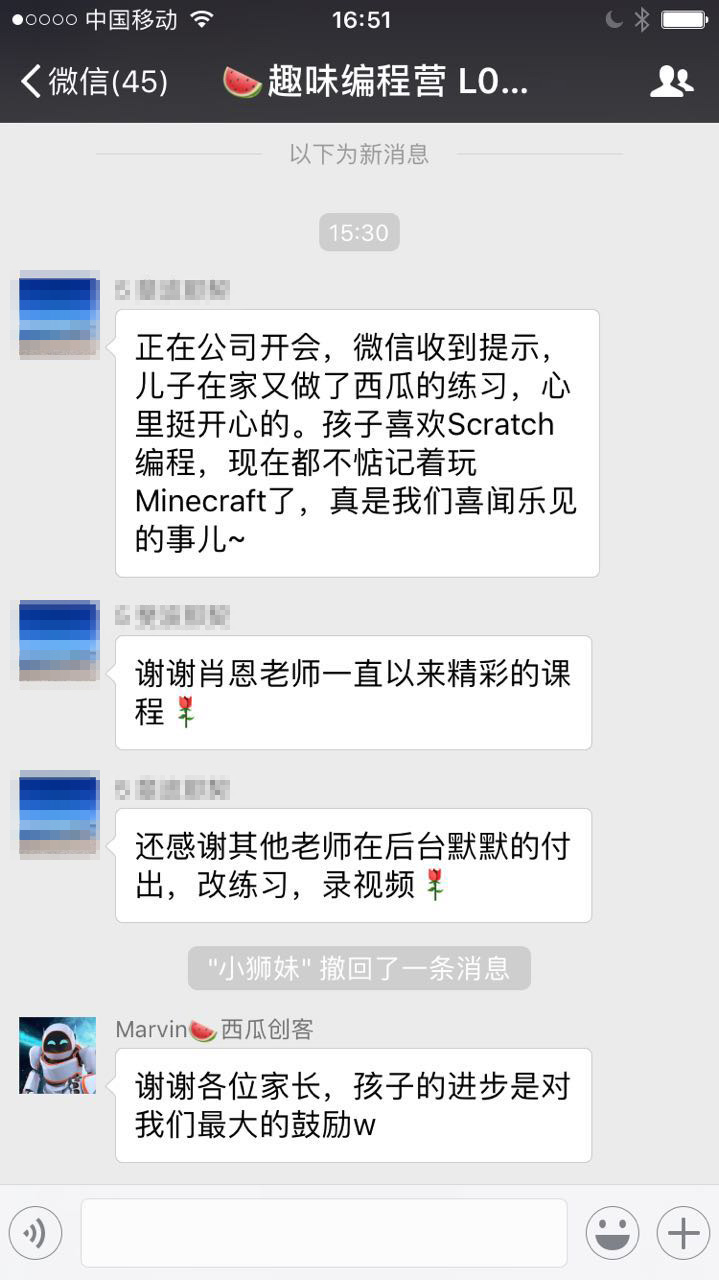 中国移动 16:51
微信(45) 🍉趣味编程营 L0...
以下为新消息
15:30
正在公司开会，微信收到提示，
儿子在家又做了西瓜的练习，心
里挺开心的。孩子喜欢Scratch
编程，现在都不惦记着玩
Minecraft了，真是我们喜闻乐见
的事儿~
谢谢肖恩老师一直以来精彩的课
程🌹
还感谢其他老师在后台默默的付
出，改练习，录视频🌹
"小狮妹" 撤回了一条消息
Marvin🍉西瓜创客
谢谢各位家长，孩子的进步是对
我们最大的鼓励w